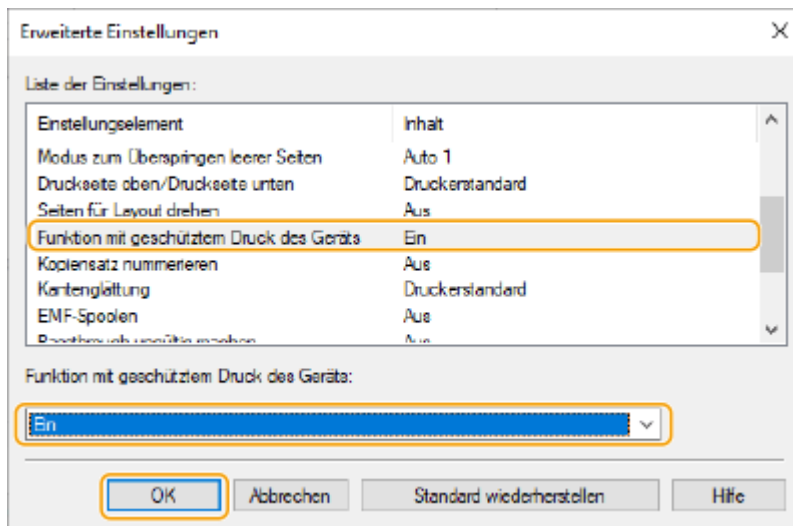 Erweiterte Einstellungen
Liste der Einstellungen:
Einstellungselement Inhalt
Modus zum Überspringen leerer Seiten Auto 1
Druckseite oben/Druckseite unten Druckerstandard
Seiten für Layout drehen Aus
Funktion mit geschütztem Druck des Geräts Ein
Kopiensatz nummerieren Aus
Kantenglättung Druckerstandard
EMF-Spoolen Aus
Funktion mit geschütztem Druck des Geräts:
Ein
OK Abbrechen Standard wiederherstellen Hilfe